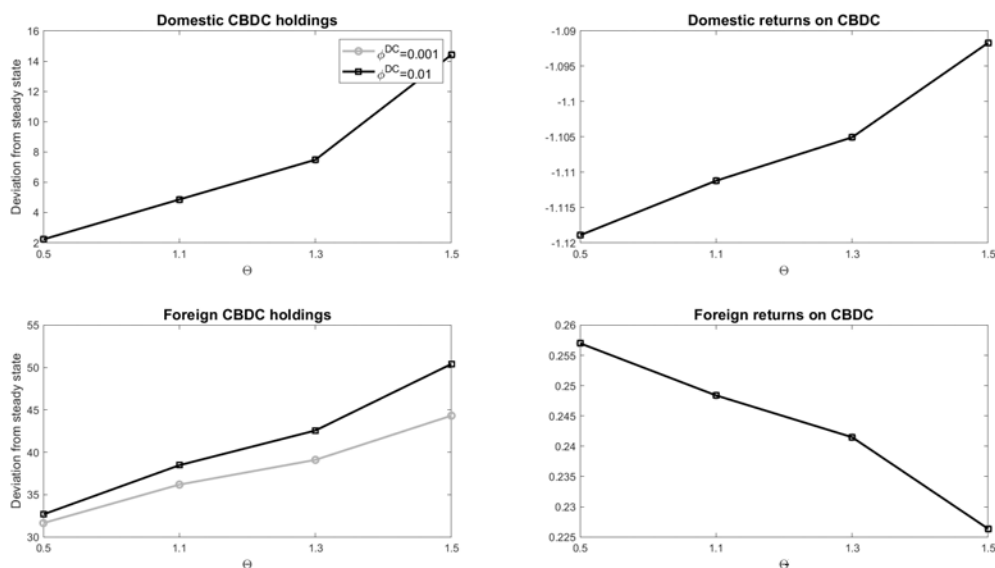 Domestic CBDC holdings
Deviation from steady state
16
14
12
10
8
6
4
2
0.5 1.1 1.3 1.5
Θ
ϕ^DC=0.001
ϕ^DC=0.01
Domestic returns on CBDC
-1.09
-1.095
-1.1
-1.105
-1.11
-1.115
-1.12
0.5 1.1 1.3 1.5
Θ
Foreign CBDC holdings
Deviation from steady state
55
50
45
40
35
30
0.5 1.1 1.3 1.5
Θ
Foreign returns on CBDC
0.26
0.255
0.25
0.245
0.24
0.235
0.23
0.225
0.5 1.1 1.3 1.5
Θ